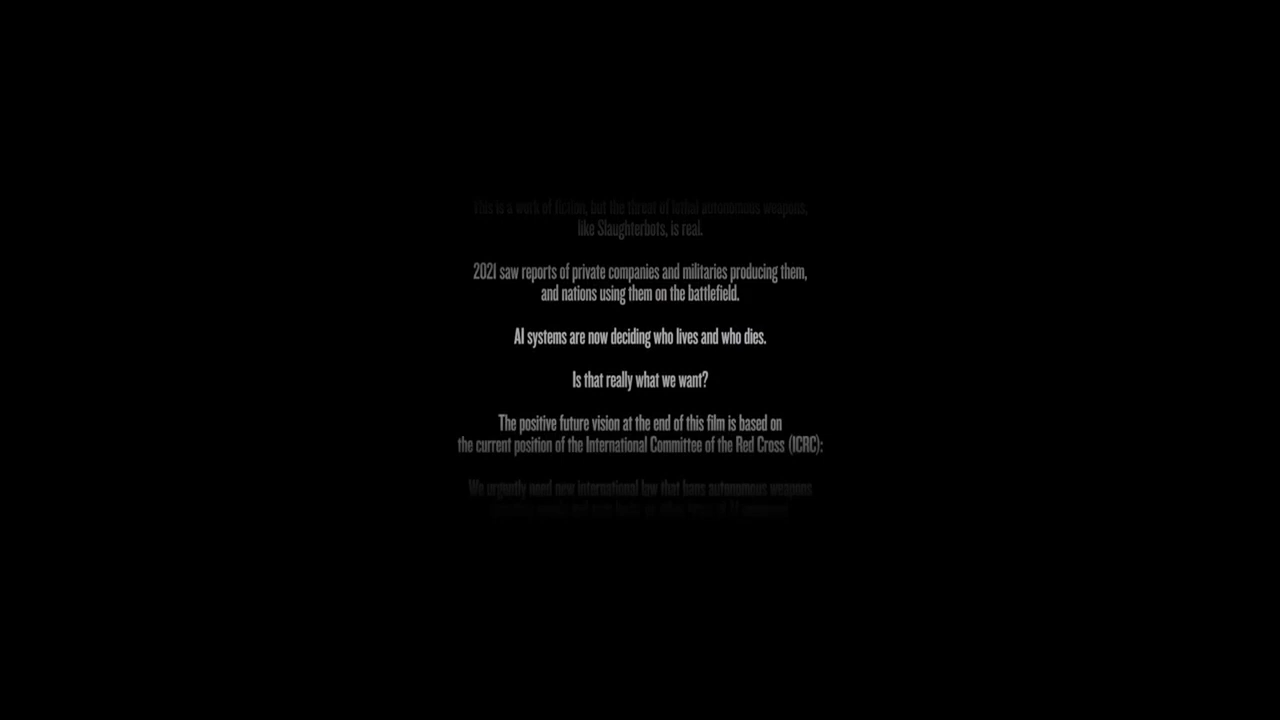 This is a work of fiction, but the threat of lethal autonomous weapons,
like Slaughterbots, is real.
2021 saw reports of private companies and militaries producing them,
and nations using them on the battlefield.
AI systems are now deciding who lives and who dies.
Is that really what we want?
The positive future vision at the end of this film is based on
the current position of the International Committee of the Red Cross (ICRC):
We urgently need new international law that bans autonomous weapons